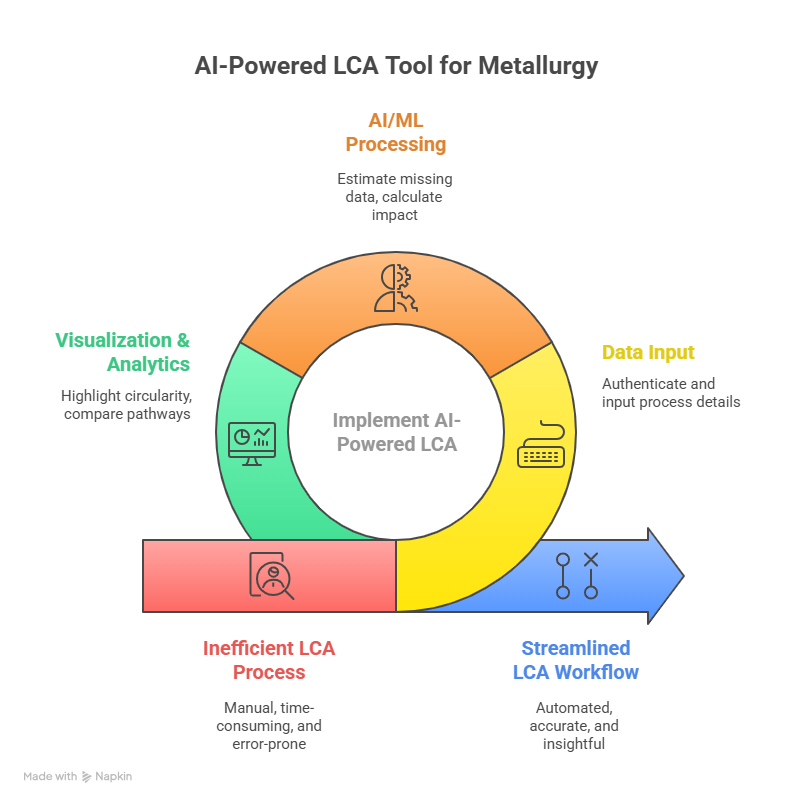 AI-Powered LCA Tool for Metallurgy
AI/ML
Processing
Estimate missing
data, calculate
impact
Visualization &
Analytics
Highlight circularity,
compare pathways
Data Input
Authenticate and
input process details
Implement AI-
Powered LCA
Inefficient LCA
Process
Manual, time-
consuming, and
error-prone
Streamlined
LCA Workflow
Automated,
accurate, and
insightful
Made with Napkin